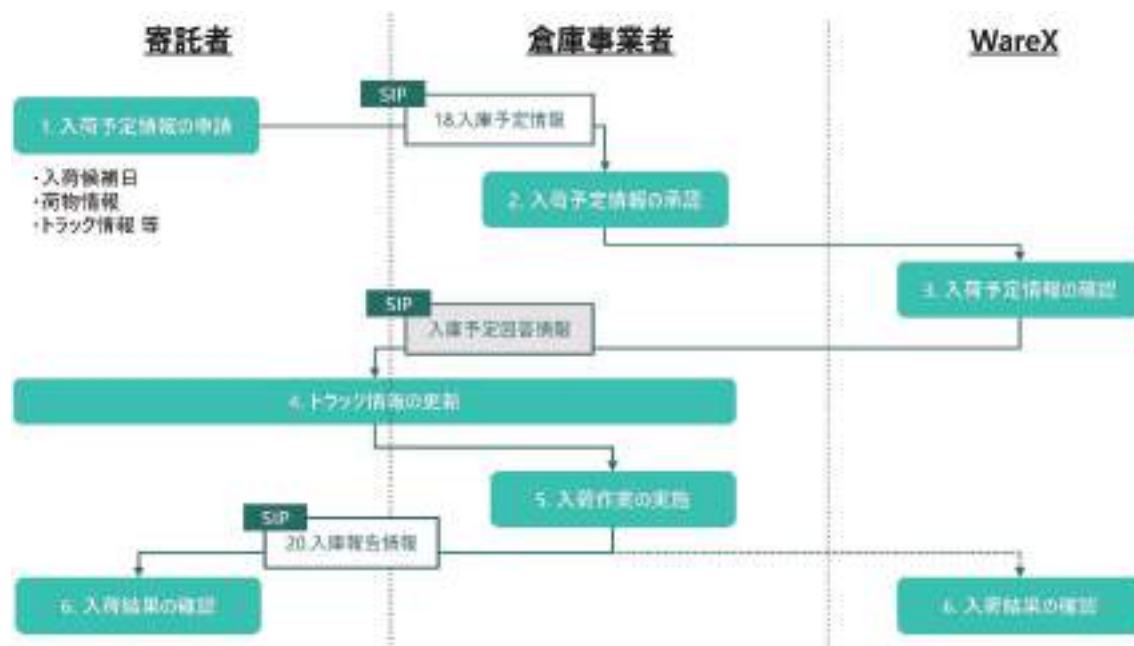 寄託者
倉庫事業者
WareX
SIP
1. 入荷予定情報の申請
18.入庫予定情報
・入荷候補日
・荷物情報
・トラック情報 等
2. 入荷予定情報の承認
3. 入荷予定情報の確認
SIP
入庫予定回答情報
4. トラック情報の更新
5. 入荷作業の実施
SIP
20.入庫報告情報
6. 入荷結果の確認
6. 入荷結果の確認